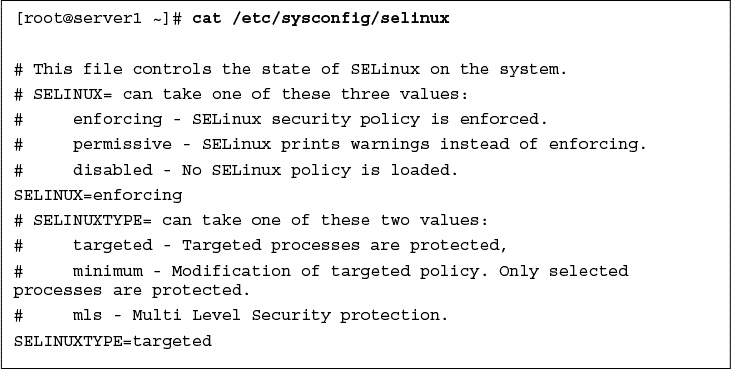 [root@server1 ~]# cat /etc/sysconfig/selinux
# This file controls the state of SELinux on the system.
# SELINUX= can take one of these three values:
#     enforcing - SELinux security policy is enforced.
#     permissive - SELinux prints warnings instead of enforcing.
#     disabled - No SELinux policy is loaded.
SELINUX=enforcing
# SELINUXTYPE= can take one of these two values:
#     targeted - Targeted processes are protected,
#     minimum - Modification of targeted policy. Only selected
processes are protected.
#     mls - Multi Level Security protection.
SELINUXTYPE=targeted